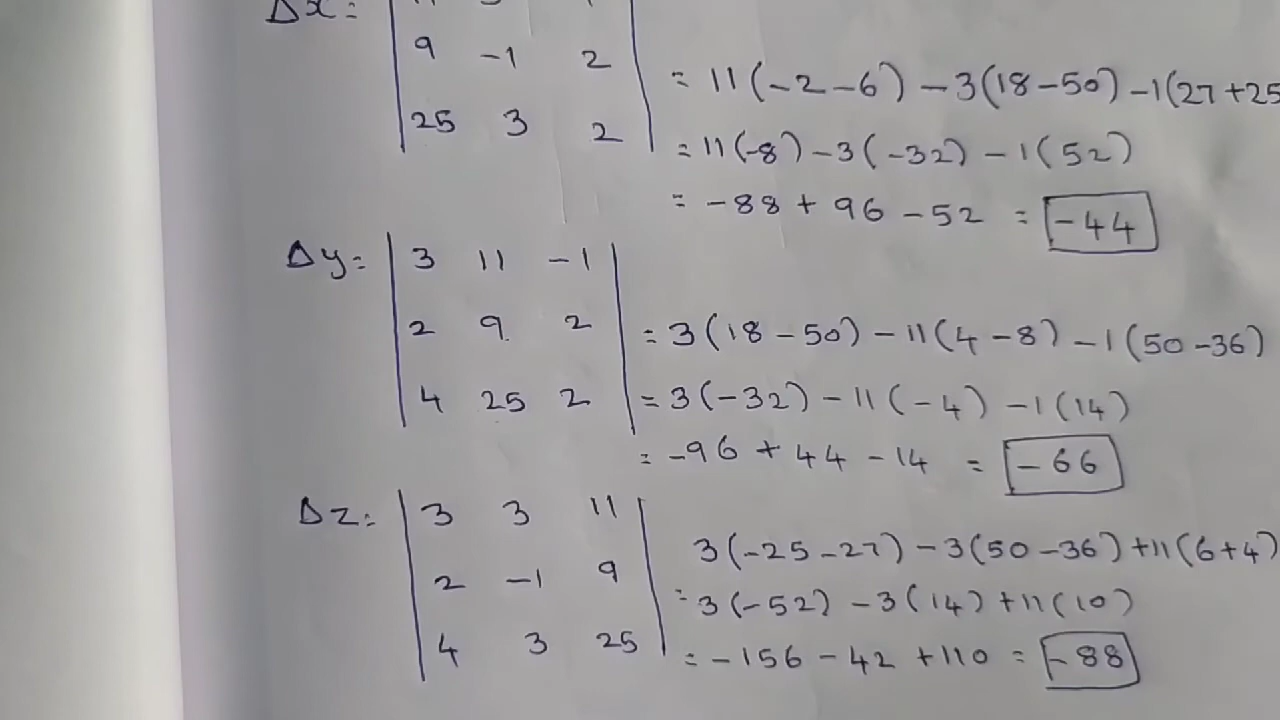 Δx=
9 -1 2
= 11(-2-6) -3(18-50) -1(27+25
25 3 2
= 11(-8) -3(-32) -1(52)
= -88 + 96 - 52 = -44
Δy= 3 11 -1
2 9 2
= 3(18-50) -11(4-8) -1(50-36)
4 25 2
= 3(-32) -11(-4) -1(14)
= -96 + 44 - 14 = -66
Δz= 3 3 11
3(-25-27) -3(50-36) +11(6+4)
2 -1 9
= 3(-52) -3(14) +11(10)
4 3 25
= -156 - 42 + 110 = -88